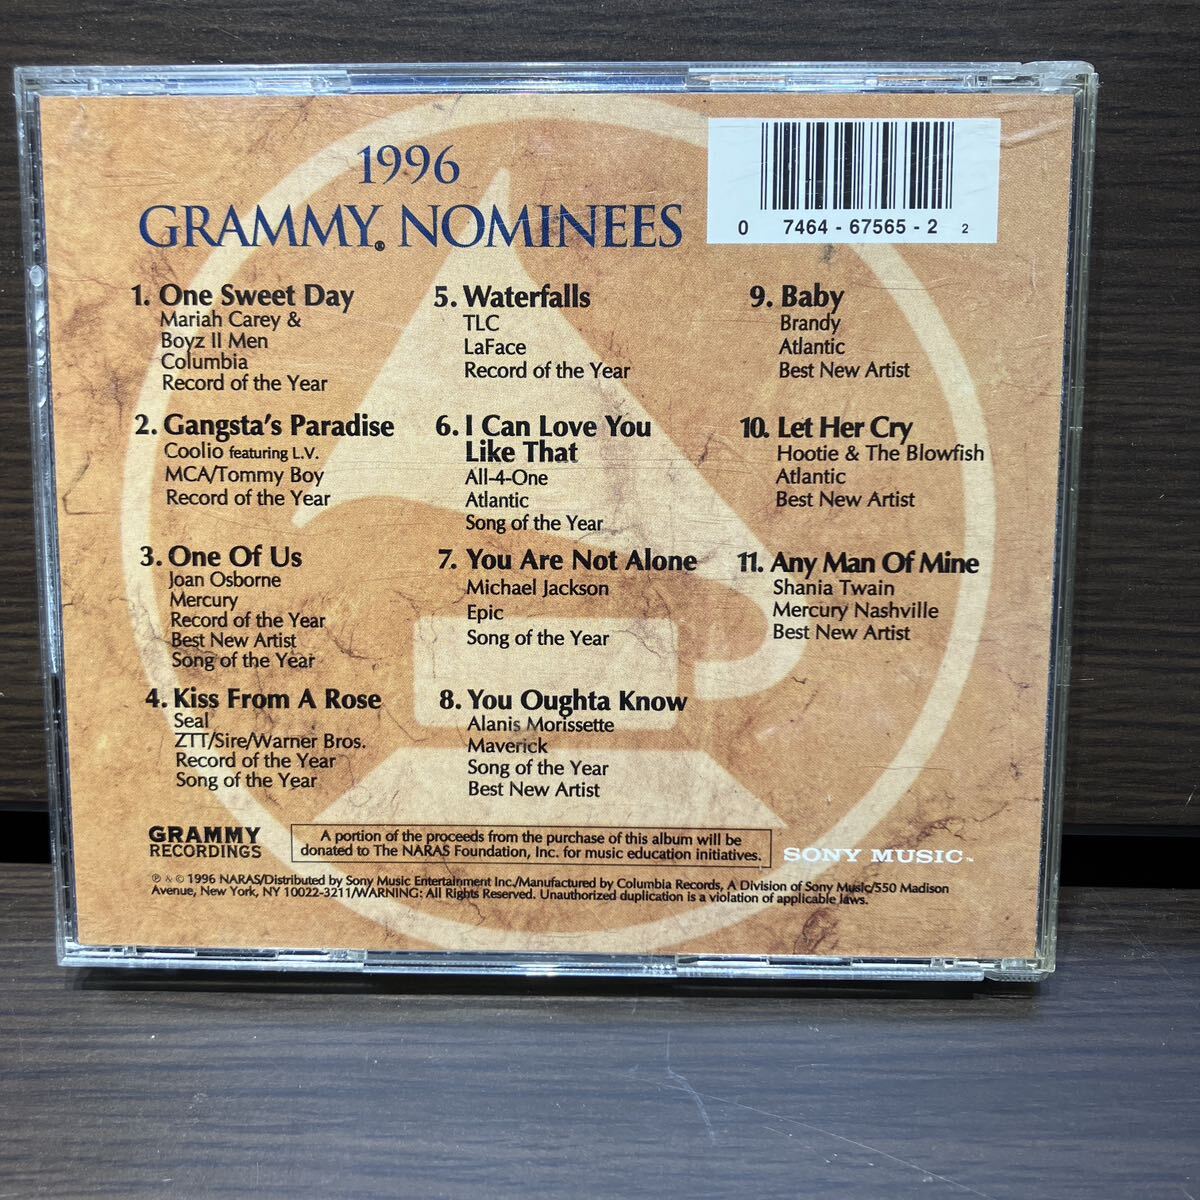 1996
GRAMMY® NOMINEES
0 7464 - 67565 - 2 2
1. One Sweet Day
Mariah Carey &
Boyz II Men
Columbia
Record of the Year
2. Gangsta's Paradise
Coolio featuring L.V.
MCA/Tommy Boy
Record of the Year
3. One Of Us
Joan Osborne
Mercury
Record of the Year
Best New Artist
Song of the Year
4. Kiss From A Rose
Seal
ZTT/Sire/Warner Bros.
Record of the Year
Song of the Year
5. Waterfalls
TLC
LaFace
Record of the Year
6. I Can Love You
Like That
All-4-One
Atlantic
Song of the Year
7. You Are Not Alone
Michael Jackson
Epic
Song of the Year
8. You Oughta Know
Alanis Morissette
Maverick
Song of the Year
Best New Artist
9. Baby
Brandy
Atlantic
Best New Artist
10. Let Her Cry
Hootie & The Blowfish
Atlantic
Best New Artist
11. Any Man Of Mine
Shania Twain
Mercury Nashville
Best New Artist
GRAMMY
RECORDINGS
A portion of the proceeds from the purchase of this album will be
donated to The NARAS Foundation, Inc. for music education initiatives.
SONY MUSIC™
℗ & © 1996 NARAS/Distributed by Sony Music Entertainment Inc./Manufactured by Columbia Records, A Division of Sony Music/550 Madison
Avenue, New York, NY 10022-3211/WARNING: All Rights Reserved. Unauthorized duplication is a violation of applicable laws.